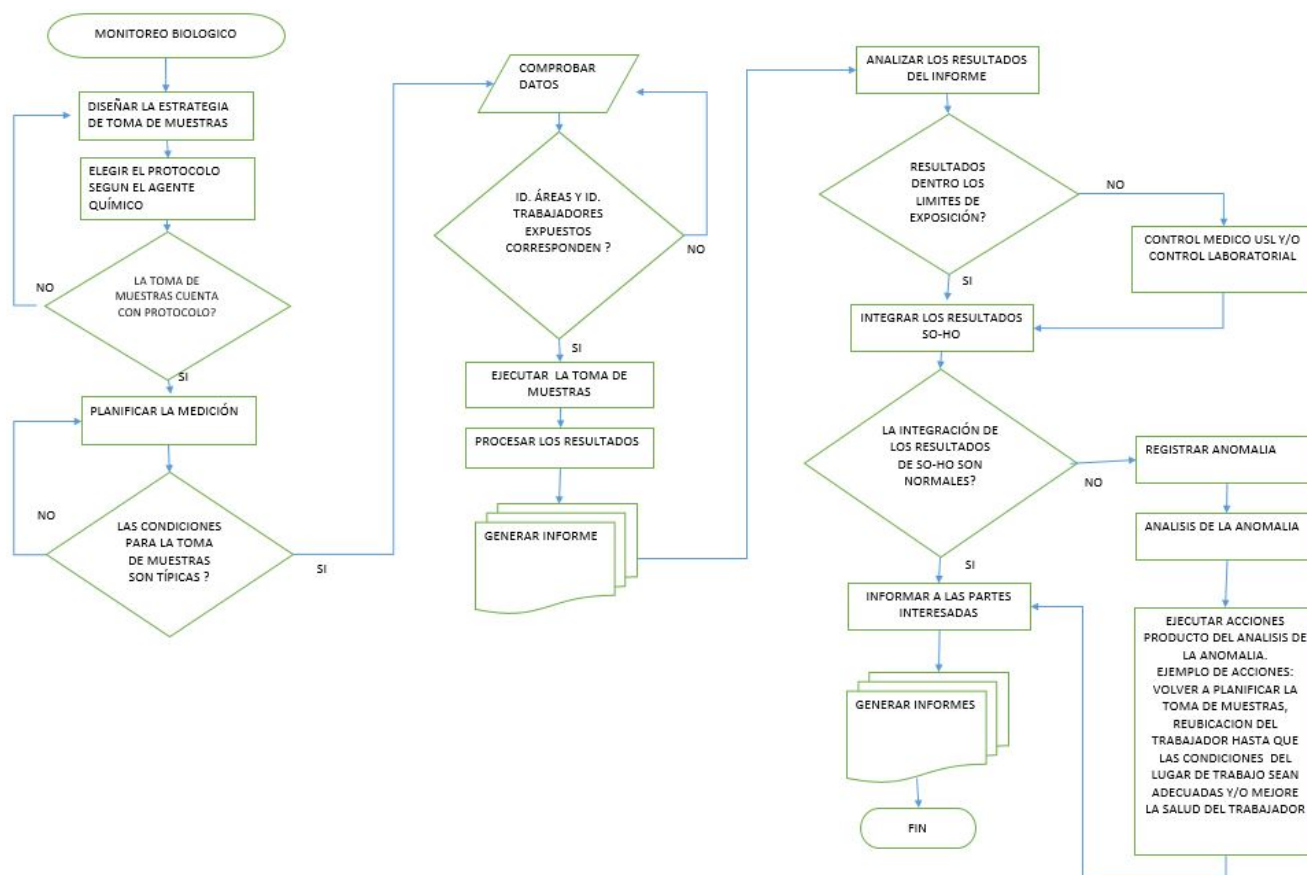 MONITOREO BIOLOGICO
DISEÑAR LA ESTRATEGIA
DE TOMA DE MUESTRAS
ELEGIR EL PROTOCOLO
SEGUN EL AGENTE
QUÍMICO
NO
LA TOMA DE
MUESTRAS CUENTA
CON PROTOCOLO?
SI
PLANIFICAR LA MEDICIÓN
NO
LAS CONDICIONES
PARA LA TOMA
DE MUESTRAS
SON TÍPICAS ?
SI
COMPROBAR
DATOS
ID. ÁREAS Y ID.
TRABAJADORES
EXPUESTOS
CORRESPONDEN ?
NO
SI
EJECUTAR LA TOMA DE
MUESTRAS
PROCESAR LOS RESULTADOS
GENERAR INFORME
ANALIZAR LOS RESULTADOS
DEL INFORME
RESULTADOS
DENTRO LOS
LIMITES DE
EXPOSICIÓN?
NO
CONTROL MEDICO USL Y/O
CONTROL LABORATORIAL
SI
INTEGRAR LOS RESULTADOS
SO-HO
LA INTEGRACIÓN DE
LOS RESULTADOS
DE SO-HO SON
NORMALES?
NO
REGISTRAR ANOMALIA
ANALISIS DE LA ANOMALIA
EJECUTAR ACCIONES
PRODUCTO DEL ANALISIS DE
LA ANOMALIA.
EJEMPLO DE ACCIONES:
VOLVER A PLANIFICAR LA
TOMA DE MUESTRAS,
REUBICACION DEL
TRABAJADOR HASTA QUE
LAS CONDICIONES DEL
LUGAR DE TRABAJO SEAN
ADECUADAS Y/O MEJORE
LA SALUD DEL TRABAJADOR
SI
INFORMAR A LAS PARTES
INTERESADAS
GENERAR INFORMES
FIN